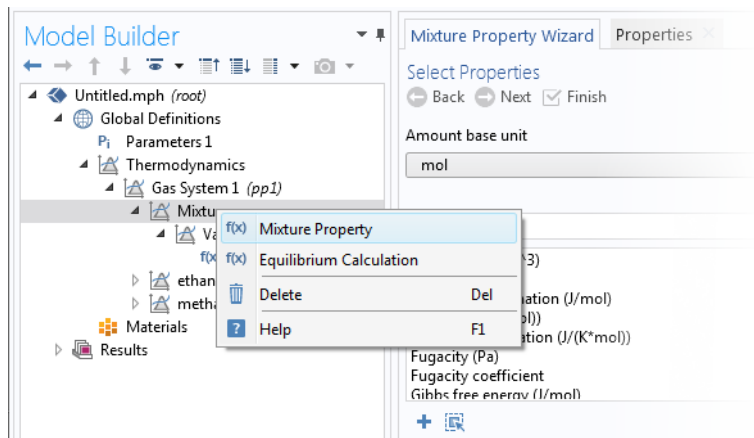 Model Builder
Untitled.mph (root)
Global Definitions
Pi Parameters 1
Thermodynamics
Gas System 1 (pp1)
Mixtu
Va
f(x)
ethan
metha
Materials
Results
f(x) Mixture Property
f(x) Equilibrium Calculation
Delete Del
? Help F1
Mixture Property Wizard Properties
Select Properties
Back Next Finish
Amount base unit
mol
^3)
ation (J/mol)
ol))
ation (J/(K*mol))
Fugacity (Pa)
Fugacity coefficient
Gibbs free energy (J/mol)